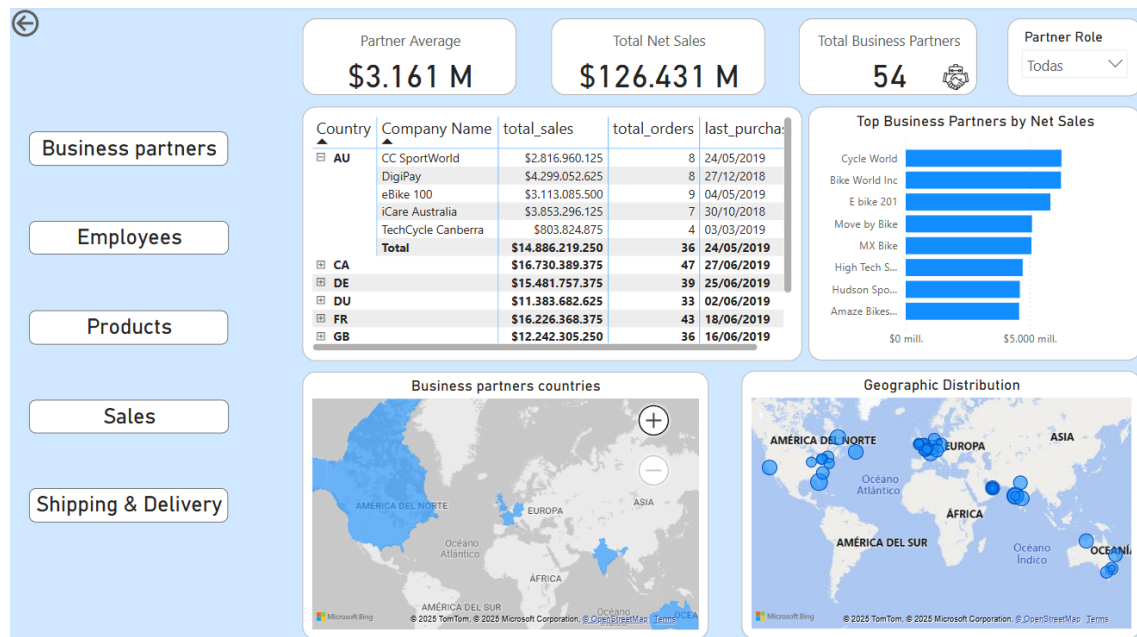 Partner Average
$3.161 M
Total Net Sales
$126.431 M
Total Business Partners
54
Partner Role
Todas
Business partners
Employees
Products
Sales
Shipping & Delivery
Country Company Name total_sales total_orders last_purcha
AU CC SportWorld $2.816.960.125 8 24/05/2019
DigiPay $4.299.052.625 8 27/12/2018
eBike 100 $3.113.085.500 9 04/05/2019
iCare Australia $3.853.296.125 7 30/10/2018
TechCycle Canberra $803.824.875 4 03/03/2019
Total $14.886.219.250 36 24/05/2019
CA $16.730.389.375 47 27/06/2019
DE $15.481.757.375 39 25/06/2019
DU $11.383.682.625 33 02/06/2019
FR $16.226.368.375 43 18/06/2019
GB $12.242.305.250 36 16/06/2019
Top Business Partners by Net Sales
Cycle World
Bike World Inc
E bike 201
Move by Bike
MX Bike
High Tech S...
Hudson Spo...
Amaze Bikes...
$0 mill. $5.000 mill.
Business partners countries
AMÉRICA DEL NORTE
EUROPA
ASIA
Océano
Atlántico
ÁFRICA
AMÉRICA DEL SUR
Océano
OCEA
Microsoft Bing
© 2025 TomTom, © 2025 Microsoft Corporation, © OpenStreetMap Terms
Geographic Distribution
AMÉRICA DEL NORTE
EUROPA
ASIA
Océano
Atlántico
ÁFRICA
AMÉRICA DEL SUR
Océano
Índico
OCEANÍA
Microsoft Bing
© 2025 TomTom, © 2025 Microsoft Corporation, © OpenStreetMap Terms